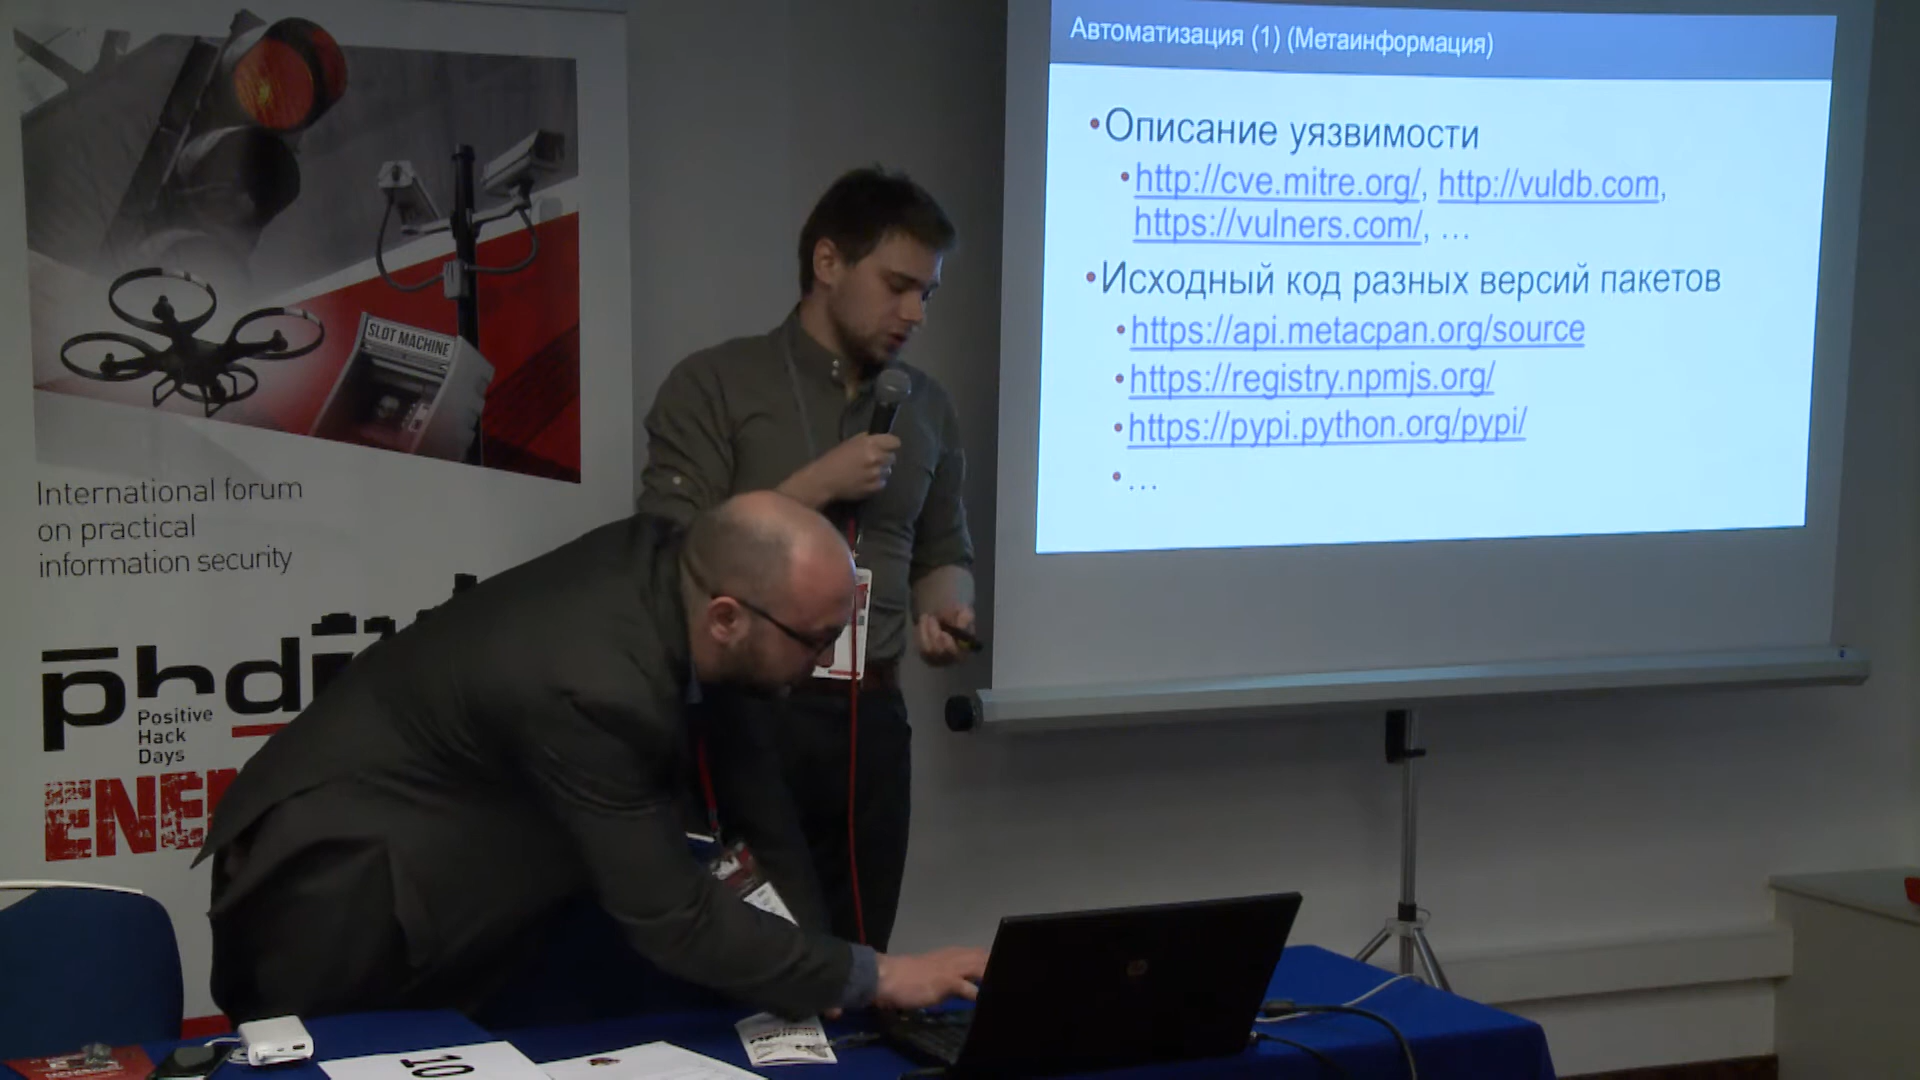 SLOT MACHINE
International forum
on practical
information security
phd
Positive
Hack
Days
ENE
Автоматизация (1) (Метаинформация)
•Описание уязвимости
•http://cve.mitre.org/, http://vuldb.com,
https://vulners.com/, ...
•Исходный код разных версий пакетов
•https://api.metacpan.org/source
•https://registry.npmjs.org/
•https://pypi.python.org/pypi/
•...
10